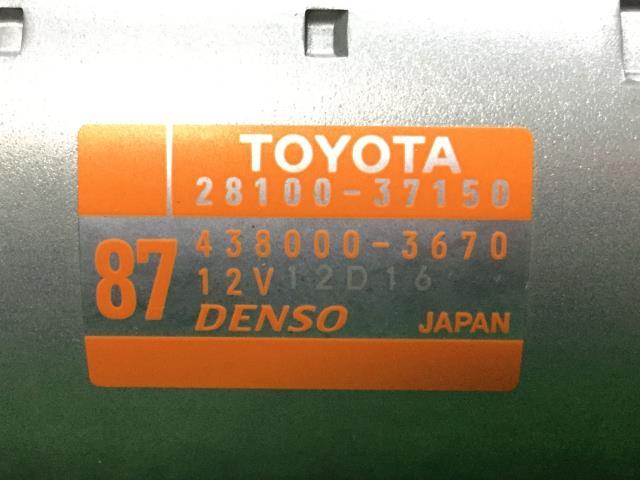 TOYOTA
28100-37150
87
438000-3670
12V 12D16
DENSO JAPAN